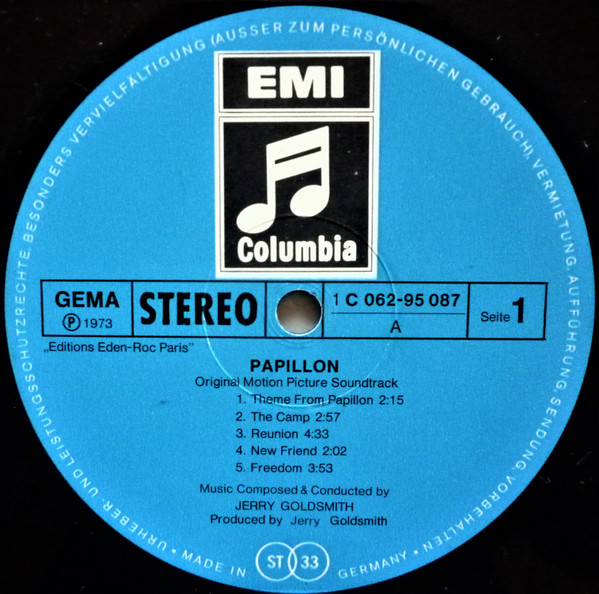 URHEBER- UND LEISTUNGSSCHUTZRECHTE, BESONDERS VERVIELFÄLTIGUNG (AUSSER ZUM PERSÖNLICHEN GEBRAUCH), VERMIETUNG, AUFFÜHRUNG, SENDUNG, VORBEHALTEN •
EMI
Columbia
GEMA
Ⓟ 1973
STEREO
1 C 062-95 087
A
Seite 1
„Editions Eden-Roc Paris”
PAPILLON
Original Motion Picture Soundtrack
1. Theme From Papillon 2:15
2. The Camp 2:57
3. Reunion 4:33
4. New Friend 2:02
5. Freedom 3:53
Music Composed & Conducted by
JERRY GOLDSMITH
Produced by Jerry Goldsmith
• MADE IN GERMANY •
ST 33